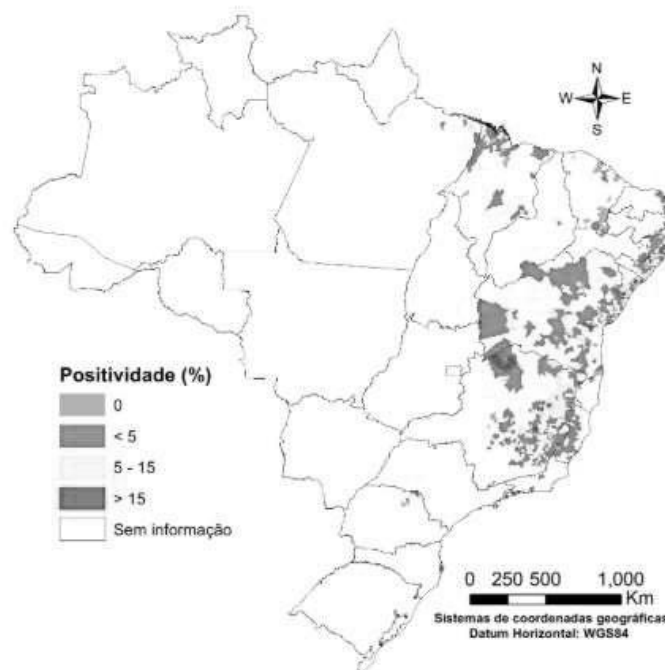 N
W E
S
Positividade (%)
0
< 5
5 - 15
> 15
Sem informação
0 250 500 1,000
Km
Sistemas de coordenadas geográficas
Datum Horizontal: WGS84